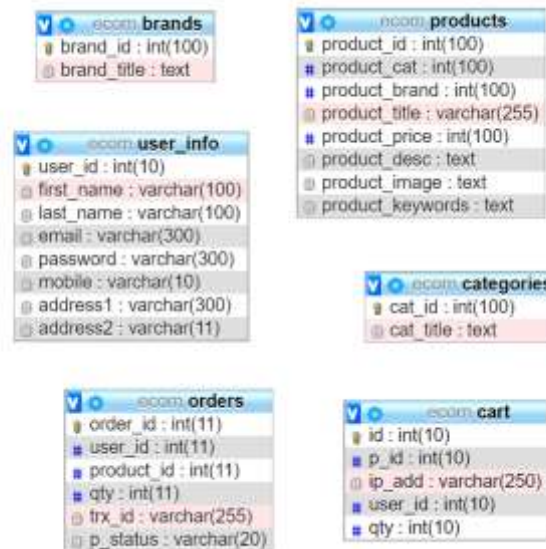 ecom brands
brand_id : int(100)
brand_title : text
ecom products
product_id : int(100)
product_cat : int(100)
product_brand : int(100)
product_title : varchar(255)
product_price : int(100)
product_desc : text
product_image : text
product_keywords : text
ecom user_info
user_id : int(10)
first_name : varchar(100)
last_name : varchar(100)
email : varchar(300)
password : varchar(300)
mobile : varchar(10)
address1 : varchar(300)
address2 : varchar(11)
ecom categories
cat_id : int(100)
cat_title : text
ecom orders
order_id : int(11)
user_id : int(11)
product_id : int(11)
qty : int(11)
trx_id : varchar(255)
p_status : varchar(20)
ecom cart
id : int(10)
p_id : int(10)
ip_add : varchar(250)
user_id : int(10)
qty : int(10)